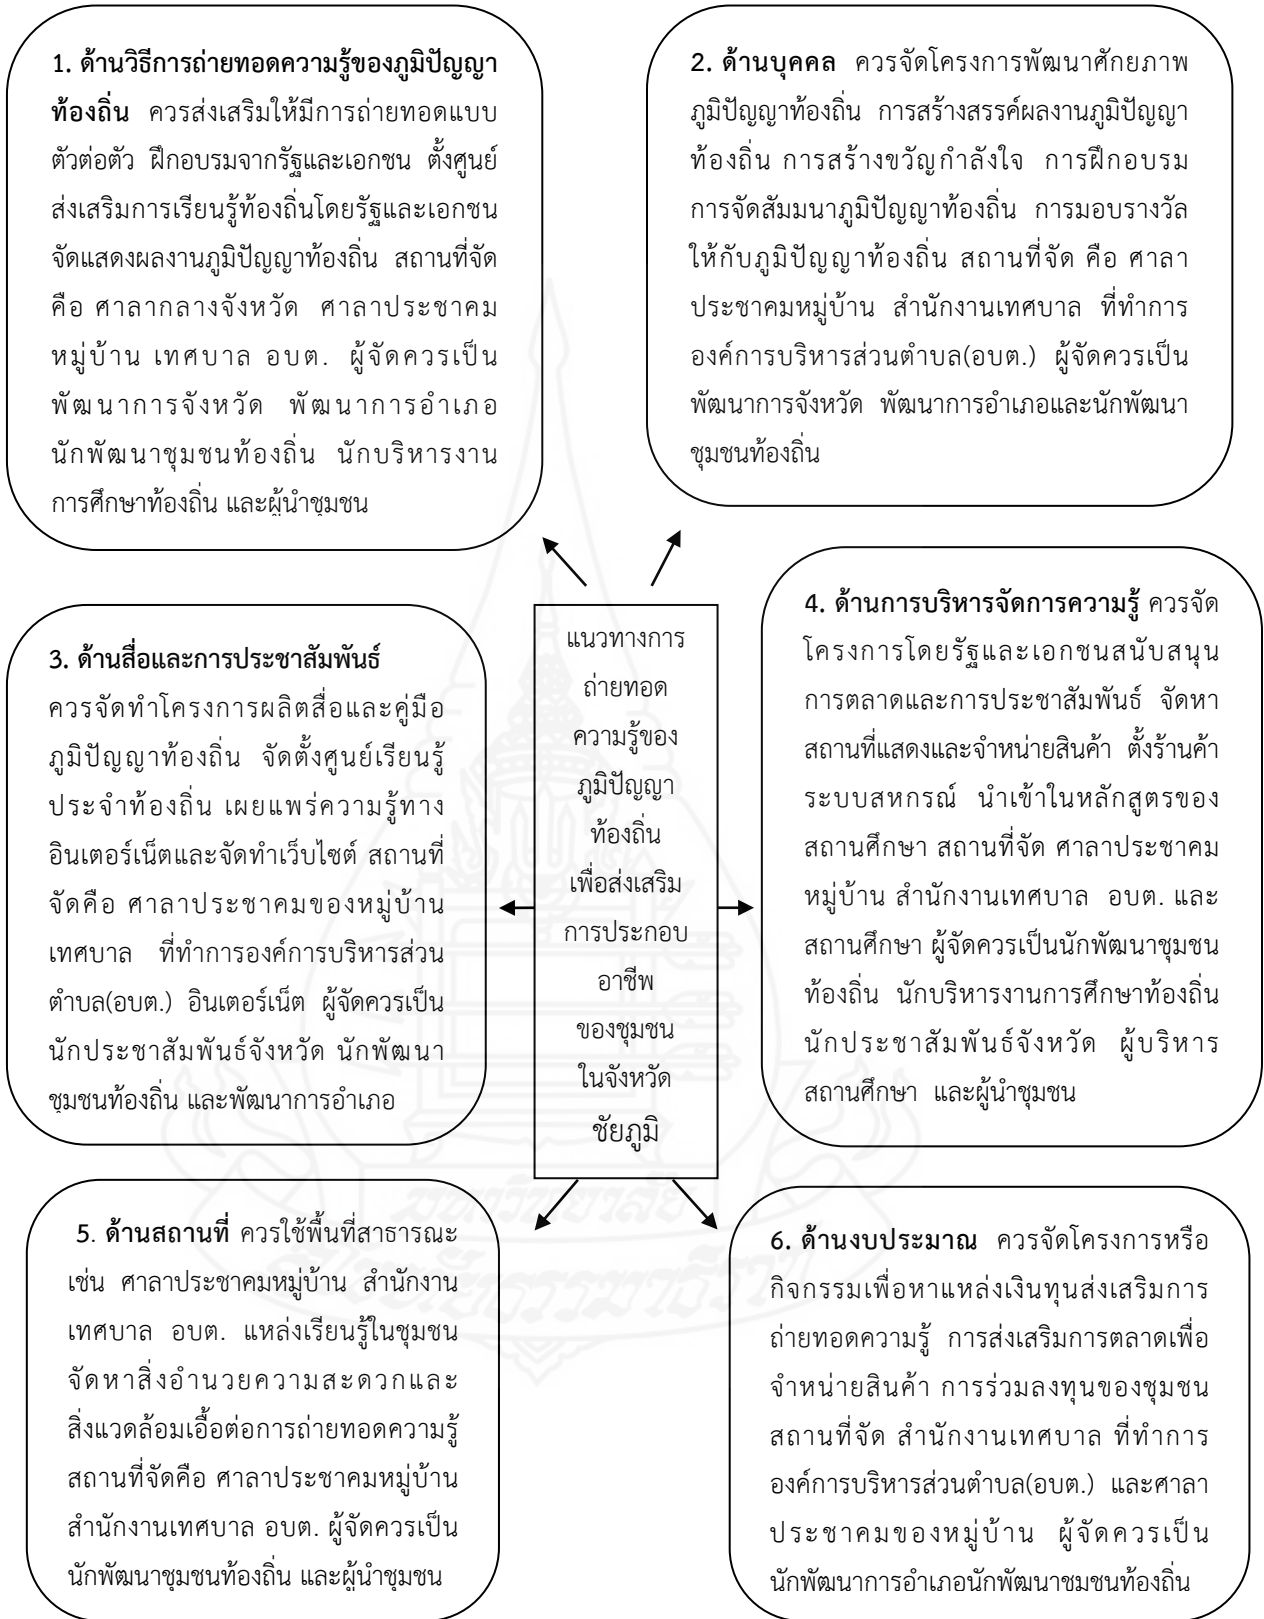 1. ด้านวิธีการถ่ายทอดความรู้ของภูมิปัญญา
ท้องถิ่น ควรส่งเสริมให้มีการถ่ายทอดแบบ
ตัวต่อตัว ฝึกอบรมจากรัฐและเอกชน ตั้งศูนย์
ส่งเสริมการเรียนรู้ท้องถิ่นโดยรัฐและเอกชน
จัดแสดงผลงานภูมิปัญญาท้องถิ่น สถานที่จัด
คือ ศาลากลางจังหวัด ศาลาประชาคม
หมู่บ้าน เทศบาล อบต. ผู้จัดควรเป็น
พัฒนาการจังหวัด พัฒนาการอำเภอ
นักพัฒนาชุมชนท้องถิ่น นักบริหารงาน
การศึกษาท้องถิ่น และผู้นำชุมชน
2. ด้านบุคคล ควรจัดโครงการพัฒนาศักยภาพ
ภูมิปัญญาท้องถิ่น การสร้างสรรค์ผลงานภูมิปัญญา
ท้องถิ่น การสร้างขวัญกำลังใจ การฝึกอบรม
การจัดสัมมนาภูมิปัญญาท้องถิ่น การมอบรางวัล
ให้กับภูมิปัญญาท้องถิ่น สถานที่จัด คือ ศาลา
ประชาคมหมู่บ้าน สำนักงานเทศบาล ที่ทำการ
องค์การบริหารส่วนตำบล(อบต.) ผู้จัดควรเป็น
พัฒนาการจังหวัด พัฒนาการอำเภอและนักพัฒนา
ชุมชนท้องถิ่น
3. ด้านสื่อและการประชาสัมพันธ์
ควรจัดทำโครงการผลิตสื่อและคู่มือ
ภูมิปัญญาท้องถิ่น จัดตั้งศูนย์เรียนรู้
ประจำท้องถิ่น เผยแพร่ความรู้ทาง
อินเตอร์เน็ตและจัดทำเว็บไซต์ สถานที่
จัดคือ ศาลาประชาคมของหมู่บ้าน
เทศบาล ที่ทำการองค์การบริหารส่วน
ตำบล(อบต.) อินเตอร์เน็ต ผู้จัดควรเป็น
นักประชาสัมพันธ์จังหวัด นักพัฒนา
ชุมชนท้องถิ่น และพัฒนาการอำเภอ
แนวทางการ
ถ่ายทอด
ความรู้ของ
ภูมิปัญญา
ท้องถิ่น
เพื่อส่งเสริม
การประกอบ
อาชีพ
ของชุมชน
ในจังหวัด
ชัยภูมิ
4. ด้านการบริหารจัดการความรู้ ควรจัด
โครงการโดยรัฐและเอกชนสนับสนุน
การตลาดและการประชาสัมพันธ์ จัดหา
สถานที่แสดงและจำหน่ายสินค้า ตั้งร้านค้า
ระบบสหกรณ์ นำเข้าในหลักสูตรของ
สถานศึกษา สถานที่จัด ศาลาประชาคม
หมู่บ้าน สำนักงานเทศบาล อบต. และ
สถานศึกษา ผู้จัดควรเป็นนักพัฒนาชุมชน
ท้องถิ่น นักบริหารงานการศึกษาท้องถิ่น
นักประชาสัมพันธ์จังหวัด ผู้บริหาร
สถานศึกษา และผู้นำชุมชน
5. ด้านสถานที่ ควรใช้พื้นที่สาธารณะ
เช่น ศาลาประชาคมหมู่บ้าน สำนักงาน
เทศบาล อบต. แหล่งเรียนรู้ในชุมชน
จัดหาสิ่งอำนวยความสะดวกและ
สิ่งแวดล้อมเอื้อต่อการถ่ายทอดความรู้
สถานที่จัดคือ ศาลาประชาคมหมู่บ้าน
สำนักงานเทศบาล อบต. ผู้จัดควรเป็น
นักพัฒนาชุมชนท้องถิ่น และผู้นำชุมชน
6. ด้านงบประมาณ ควรจัดโครงการหรือ
กิจกรรมเพื่อหาแหล่งเงินทุนส่งเสริมการ
ถ่ายทอดความรู้ การส่งเสริมการตลาดเพื่อ
จำหน่ายสินค้า การร่วมลงทุนของชุมชน
สถานที่จัด สำนักงานเทศบาล ที่ทำการ
องค์การบริหารส่วนตำบล(อบต.) และศาลา
ประชาคมของหมู่บ้าน ผู้จัดควรเป็น
นักพัฒนาการอำเภอนักพัฒนาชุมชนท้องถิ่น
มหาวิทยาลัย
สุโขทัยธรรมาธิราช